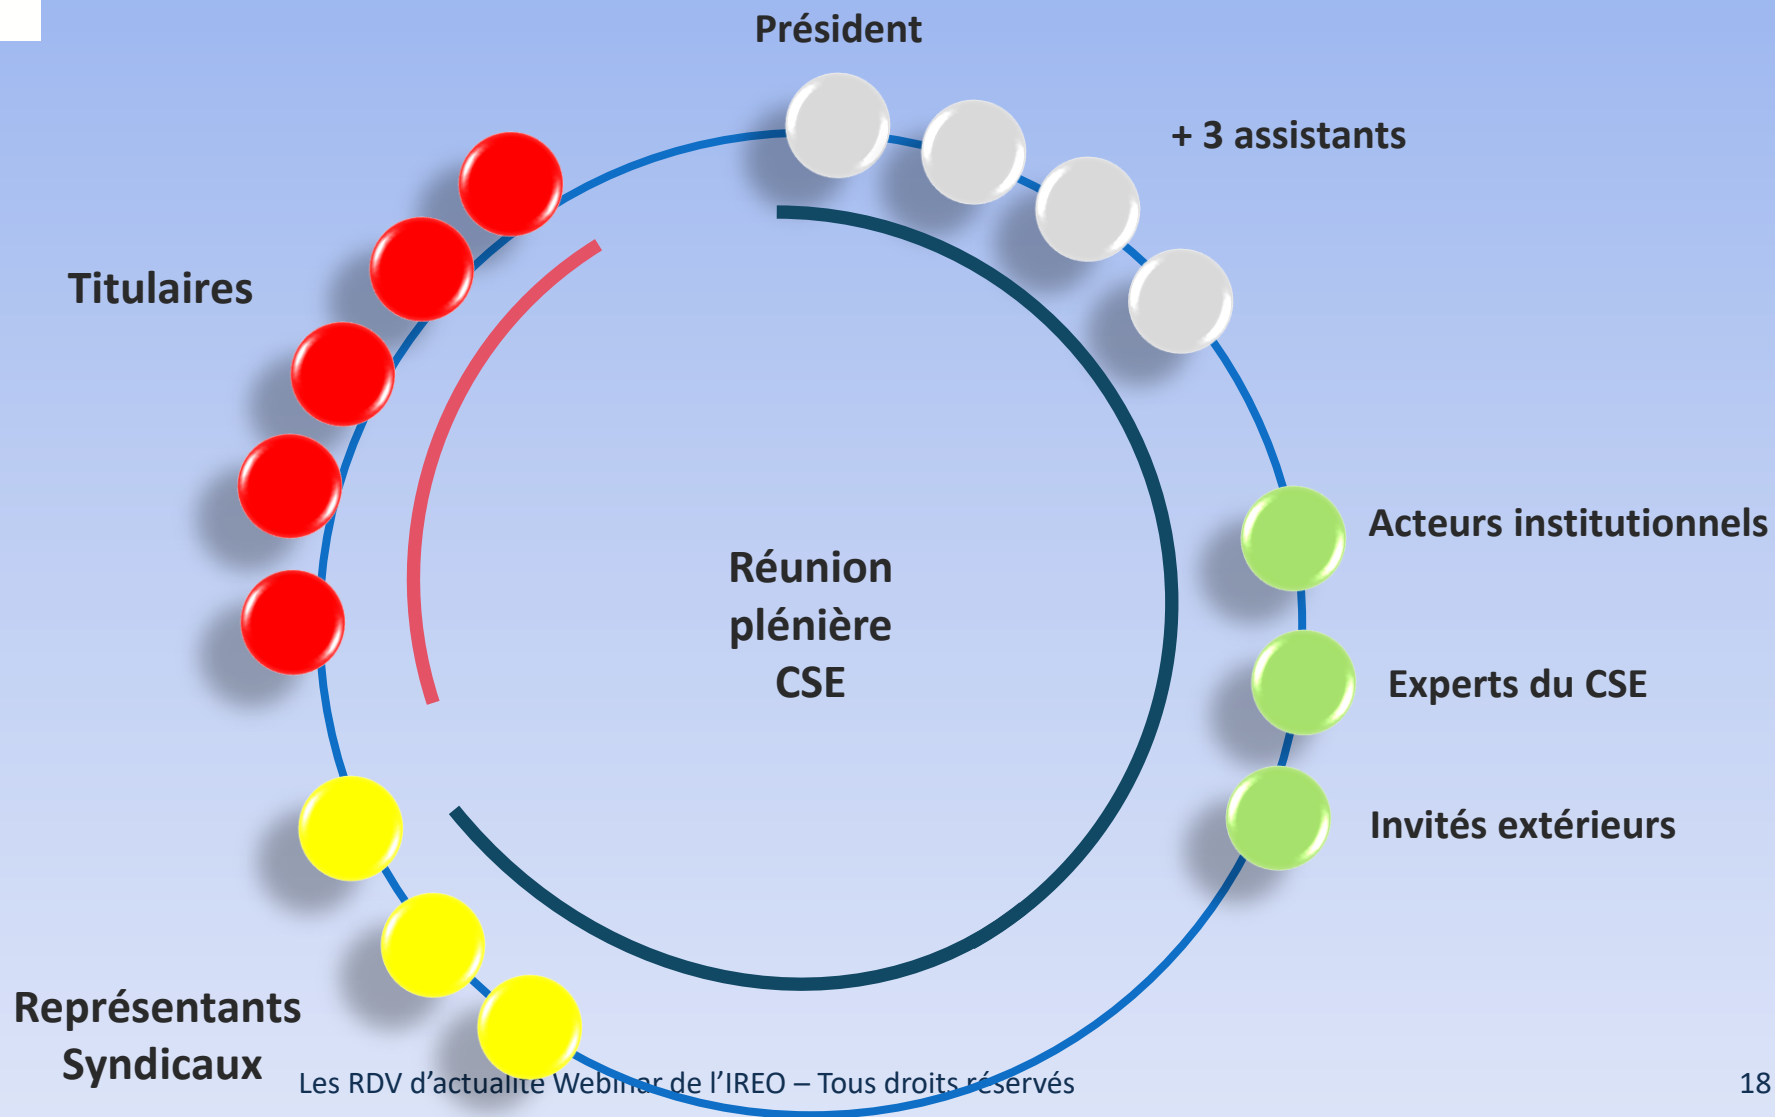 Président
+ 3 assistants
Titulaires
Acteurs institutionnels
Réunion
plénière
CSE
Experts du CSE
Invités extérieurs
Représentants
Syndicaux
Les RDV d’actualité Webinar de l’IREO – Tous droits réservés
18